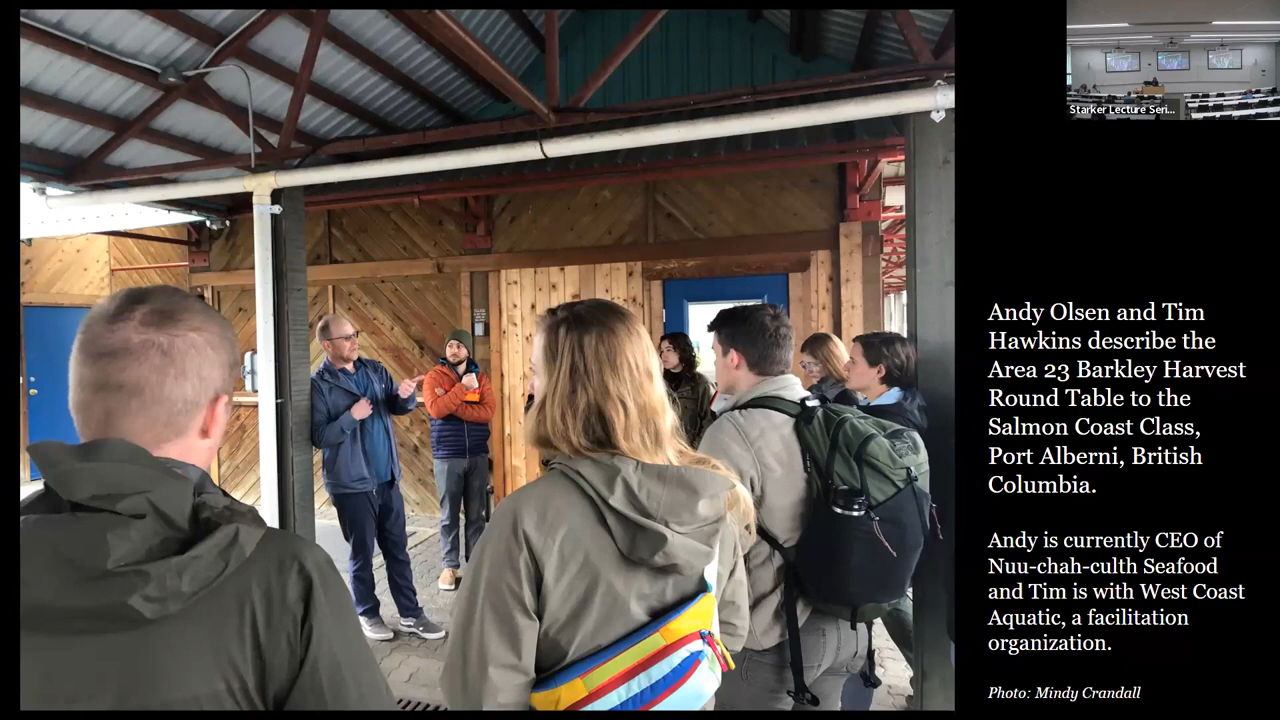 Starker Lecture Seri...
Andy Olsen and Tim
Hawkins describe the
Area 23 Barkley Harvest
Round Table to the
Salmon Coast Class,
Port Alberni, British
Columbia.
Andy is currently CEO of
Nuu-chah-culth Seafood
and Tim is with West Coast
Aquatic, a facilitation
organization.
Photo: Mindy Crandall